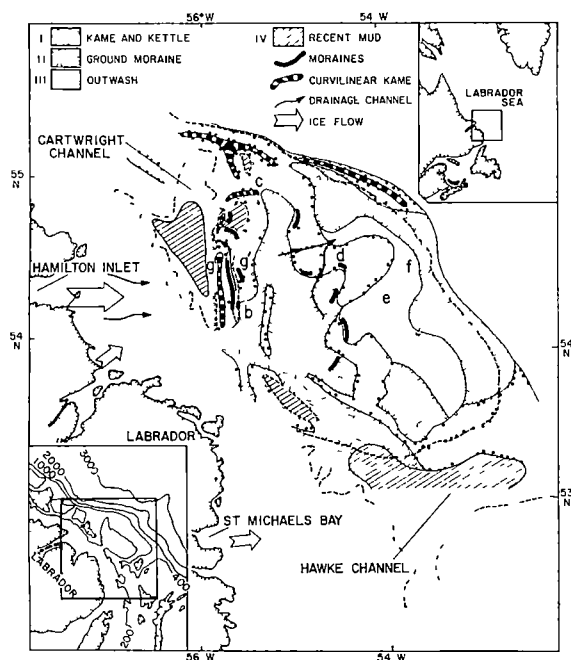 56° W
54° W
I KAME AND KETTLE
II GROUND MORAINE
III OUTWASH
IV RECENT MUD
MORAINES
CURVILINEAR KAME
DRAINAGE CHANNEL
ICE FLOW
LABRADOR
SEA
CARTWRIGHT
CHANNEL
55
N
55
N
c
d
f
g
g
e
b
HAMILTON INLET
54
N
54
N
LABRADOR
53
N
ST MICHAELS BAY
HAWKE CHANNEL
2000
1000
3000
LABRADOR
400
200
56 W
54 W